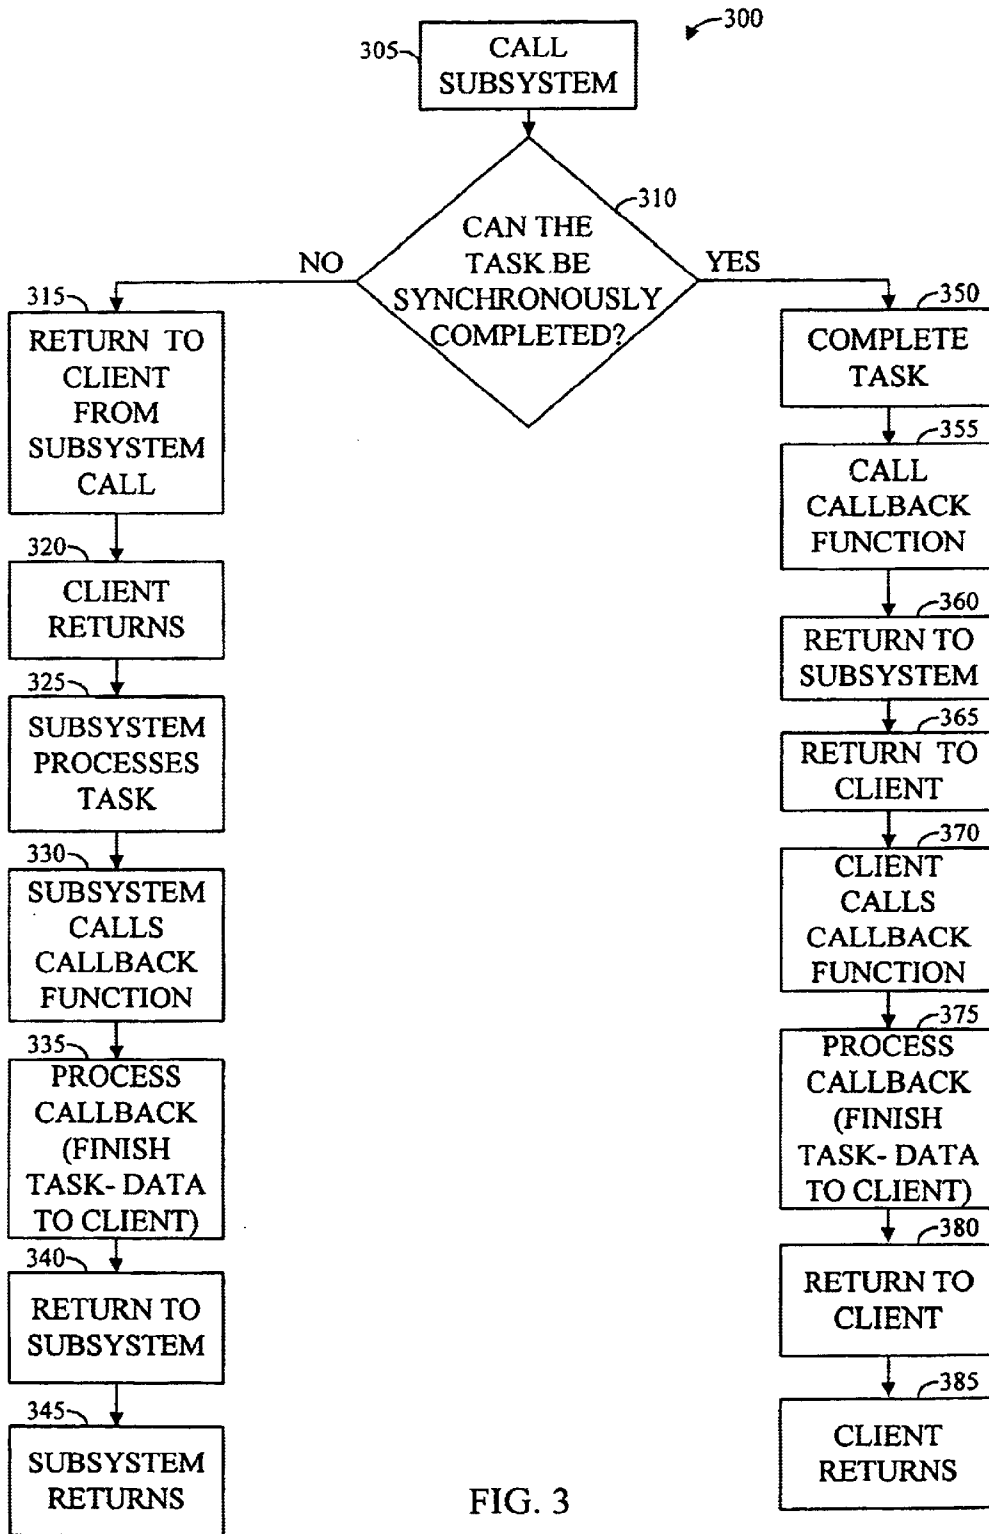 300
305
CALL
SUBSYSTEM
310
CAN THE
TASK BE
SYNCHRONOUSLY
COMPLETED?
NO
YES
315
RETURN TO
CLIENT
FROM
SUBSYSTEM
CALL
320
CLIENT
RETURNS
325
SUBSYSTEM
PROCESSES
TASK
330
SUBSYSTEM
CALLS
CALLBACK
FUNCTION
335
PROCESS
CALLBACK
(FINISH
TASK- DATA
TO CLIENT)
340
RETURN TO
SUBSYSTEM
345
SUBSYSTEM
RETURNS
350
COMPLETE
TASK
355
CALL
CALLBACK
FUNCTION
360
RETURN TO
SUBSYSTEM
365
RETURN TO
CLIENT
370
CLIENT
CALLS
CALLBACK
FUNCTION
375
PROCESS
CALLBACK
(FINISH
TASK- DATA
TO CLIENT)
380
RETURN TO
CLIENT
385
CLIENT
RETURNS
FIG. 3